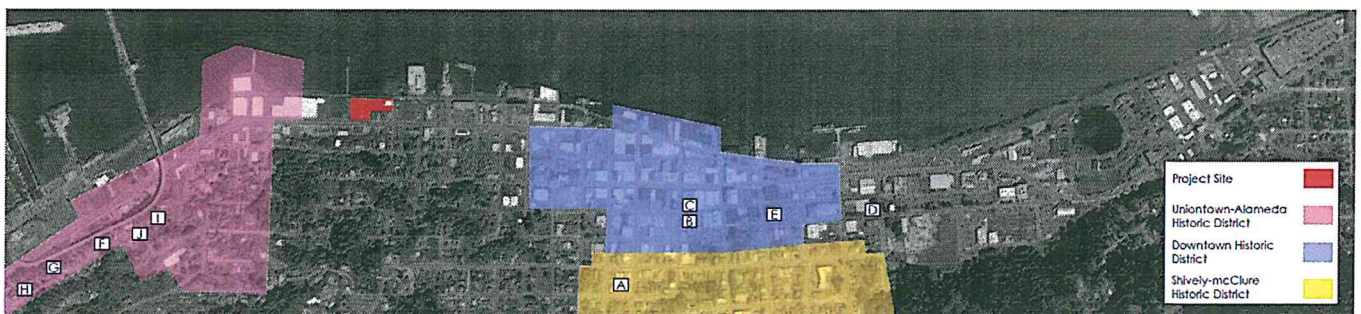 I
J
F
G
H
C
B
E
D
A
Project Site
Uniontown-Alameda
Historic District
Downtown Historic
District
Shively-mcClure
Historic District